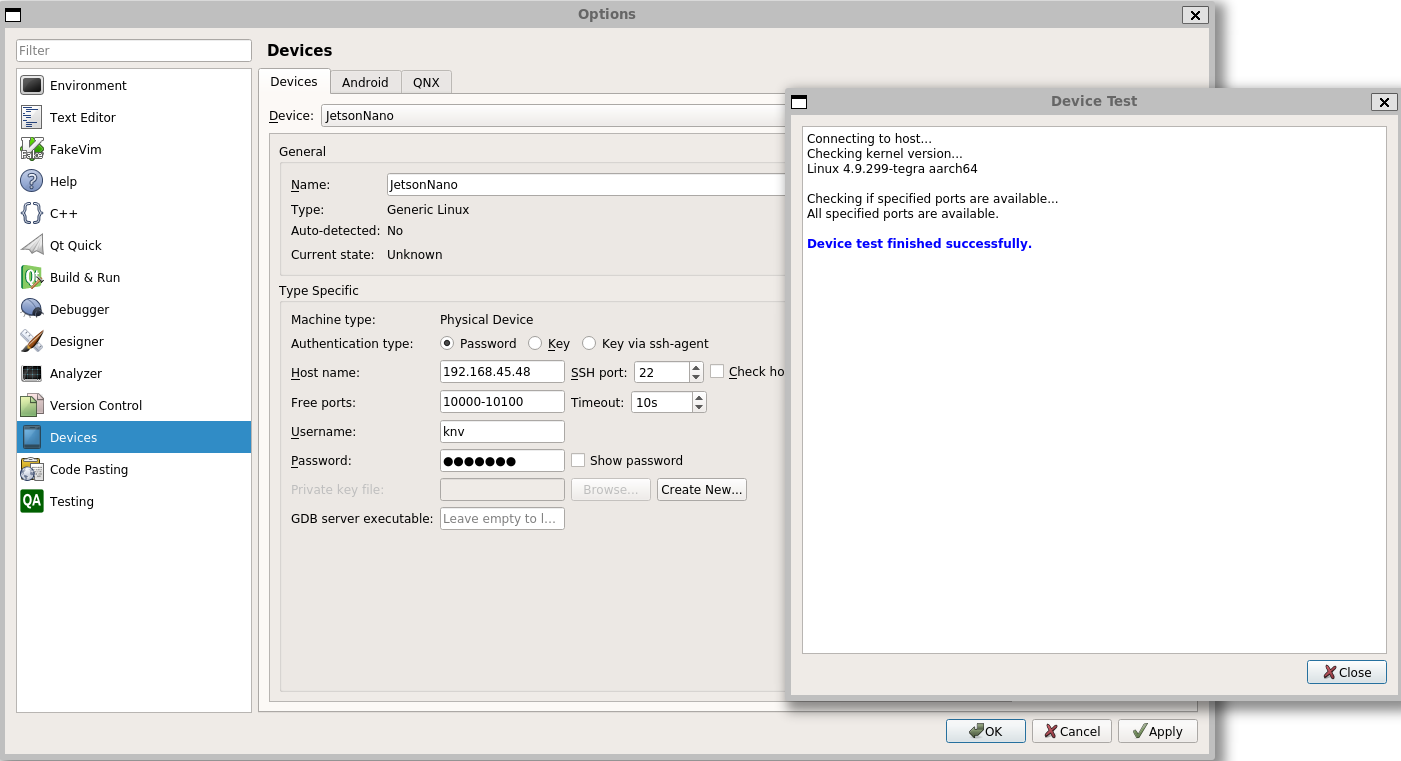 Options
Filter
Environment
Text Editor
FakeVim
Help
C++
Qt Quick
Build & Run
Debugger
Designer
Analyzer
Version Control
Devices
Code Pasting
Testing
Devices
Devices Android QNX
Device: JetsonNano
General
Name: JetsonNano
Type: Generic Linux
Auto-detected: No
Current state: Unknown
Type Specific
Machine type: Physical Device
Authentication type: Password Key Key via ssh-agent
Host name: 192.168.45.48 SSH port: 22 Check ho
Free ports: 10000-10100 Timeout: 10s
Username: knv
Password: ●●●●●●● Show password
Private key file: Browse... Create New...
GDB server executable: Leave empty to l...
OK Cancel Apply
Device Test
Connecting to host...
Checking kernel version...
Linux 4.9.299-tegra aarch64
Checking if specified ports are available...
All specified ports are available.
Device test finished successfully.
Close